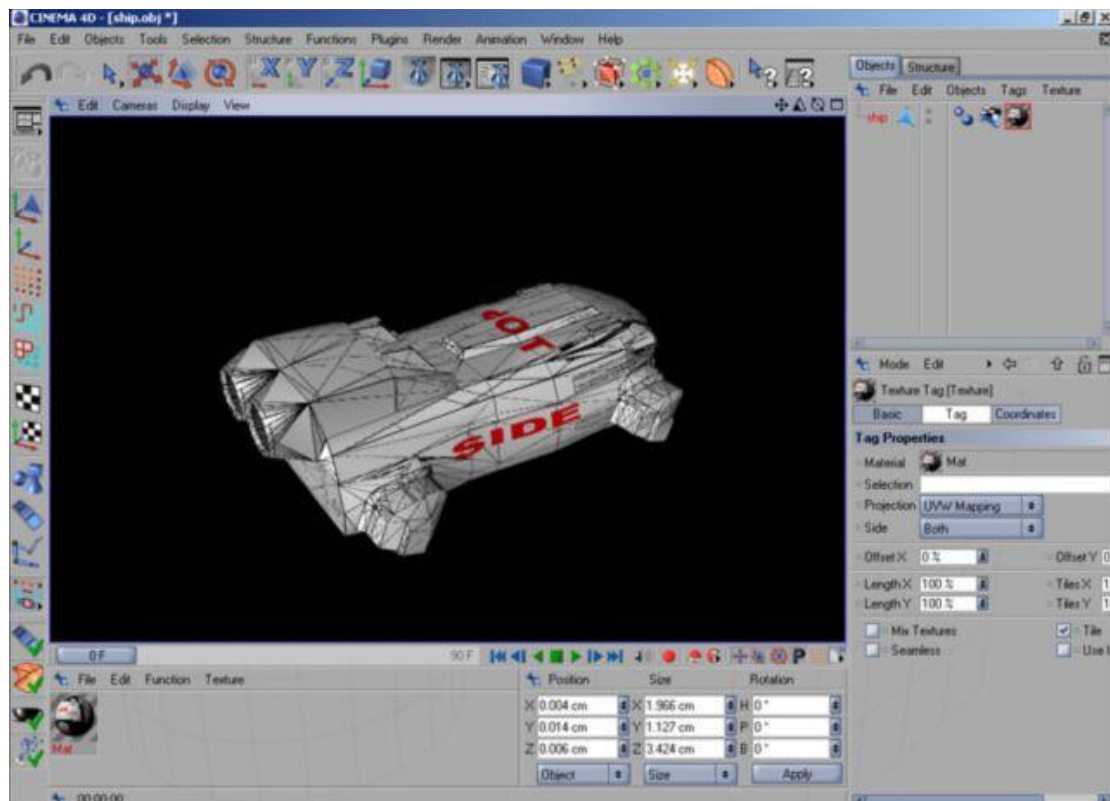 CINEMA 4D - [ship.obj *]
File Edit Objects Tools Selection Structure Functions Plugins Render Animation Window Help
Objects Structure
File Edit Objects Tags Texture
Edit Cameras Display View
ship
TOP
SIDE
Mode Edit
Texture Tag [Texture]
Basic Tag Coordinates
Tag Properties
Material Mat
Selection
Projection UVW Mapping
Side Both
Offset X 0 % Offset Y 0
Length X 100 % Tiles X 1
Length Y 100 % Tiles Y 1
Mix Textures Tile
Seamless Use
0 F 90 F P
File Edit Function Texture
Mat
Position Size Rotation
X 0.004 cm X 1.966 cm H 0 °
Y 0.014 cm Y 1.127 cm P 0 °
Z 0.006 cm Z 3.424 cm B 0 °
Object Size Apply
00:00:00